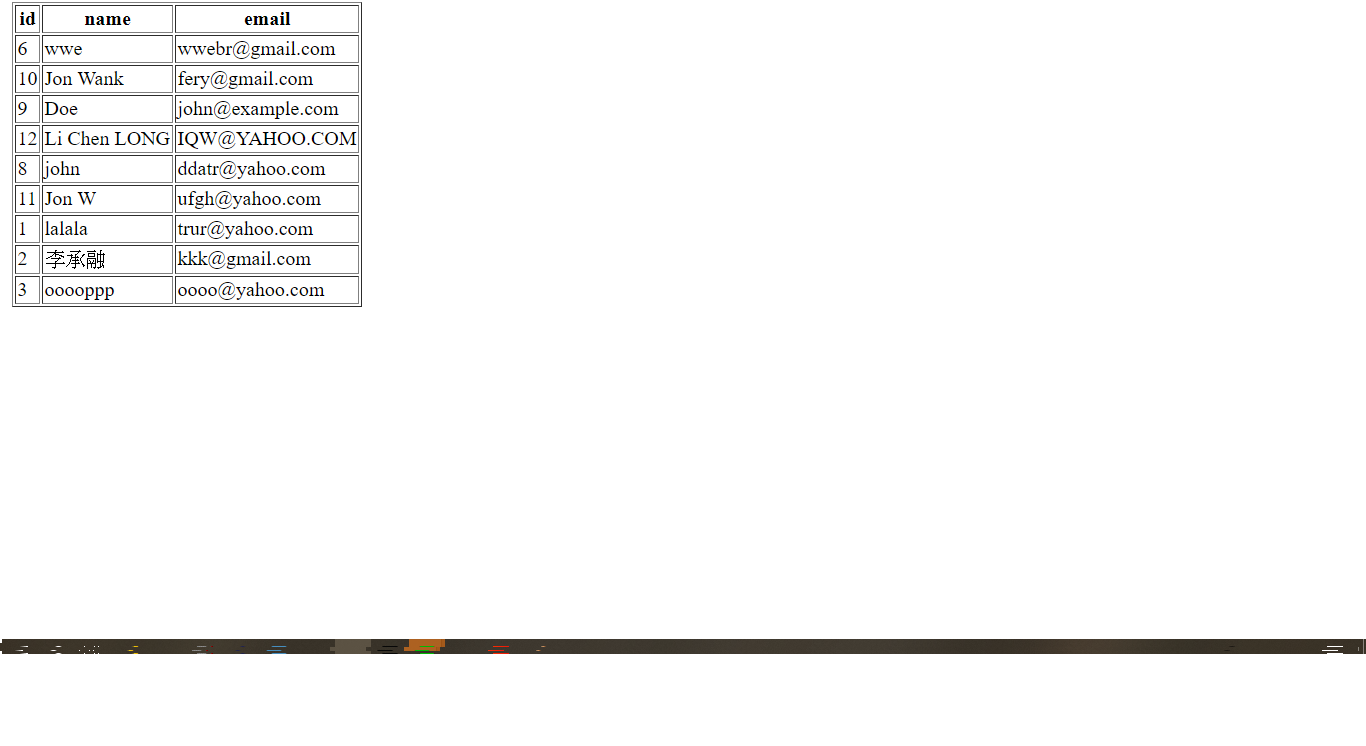 id name email
6 wwe wwebr@gmail.com
10 Jon Wank fery@gmail.com
9 Doe john@example.com
12 Li Chen LONG IQW@YAHOO.COM
8 john ddatr@yahoo.com
11 Jon W ufgh@yahoo.com
1 lalala trur@yahoo.com
2 李承融 kkk@gmail.com
3 ooooppp oooo@yahoo.com